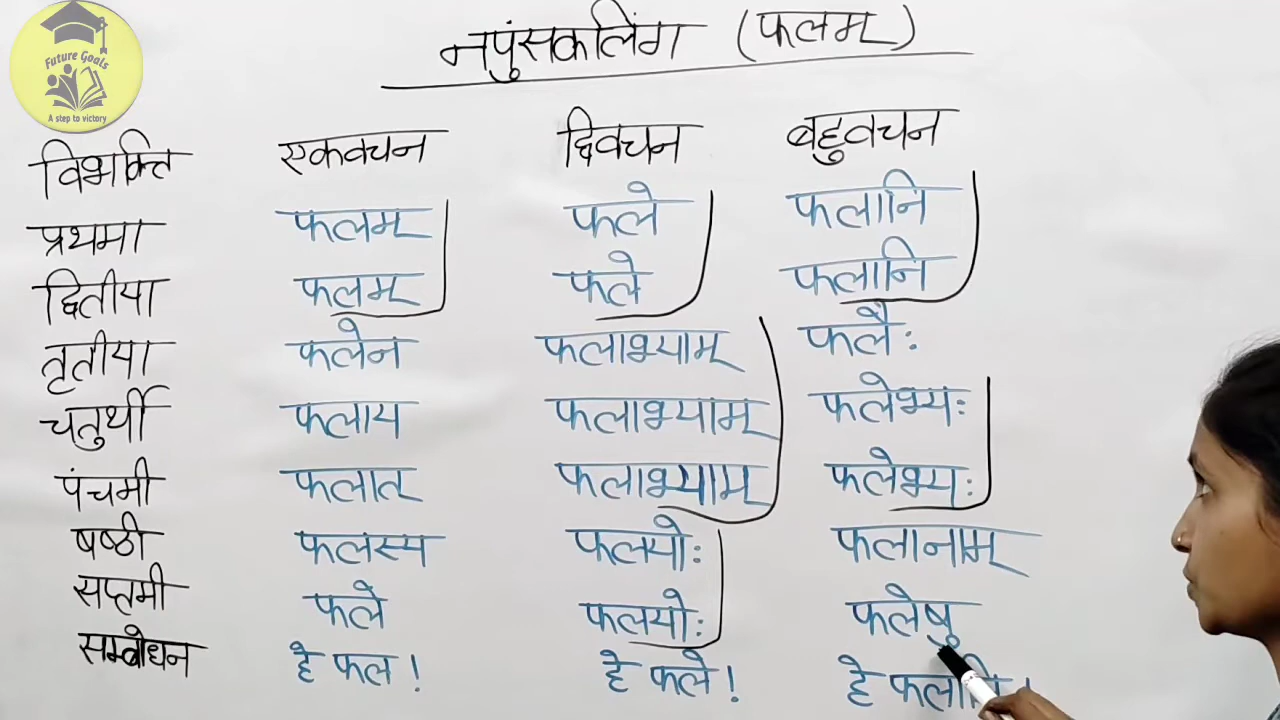 Future Goals
A step to victory
नपुंसकलिंग (फलम्)
विभक्ति एकवचन द्विवचन बहुवचन
प्रथमा फलम् फले फलानि
द्वितीया फलम् फले फलानि
तृतीया फलेन फलाभ्याम् फलैः
चतुर्थी फलाय फलाभ्याम् फलेभ्यः
पंचमी फलात् फलाभ्याम् फलेभ्यः
षष्ठी फलस्य फलयोः फलानाम्
सप्तमी फले फलयोः फलेषु
सम्बोधन हे फल! हे फले! हे फलानि!